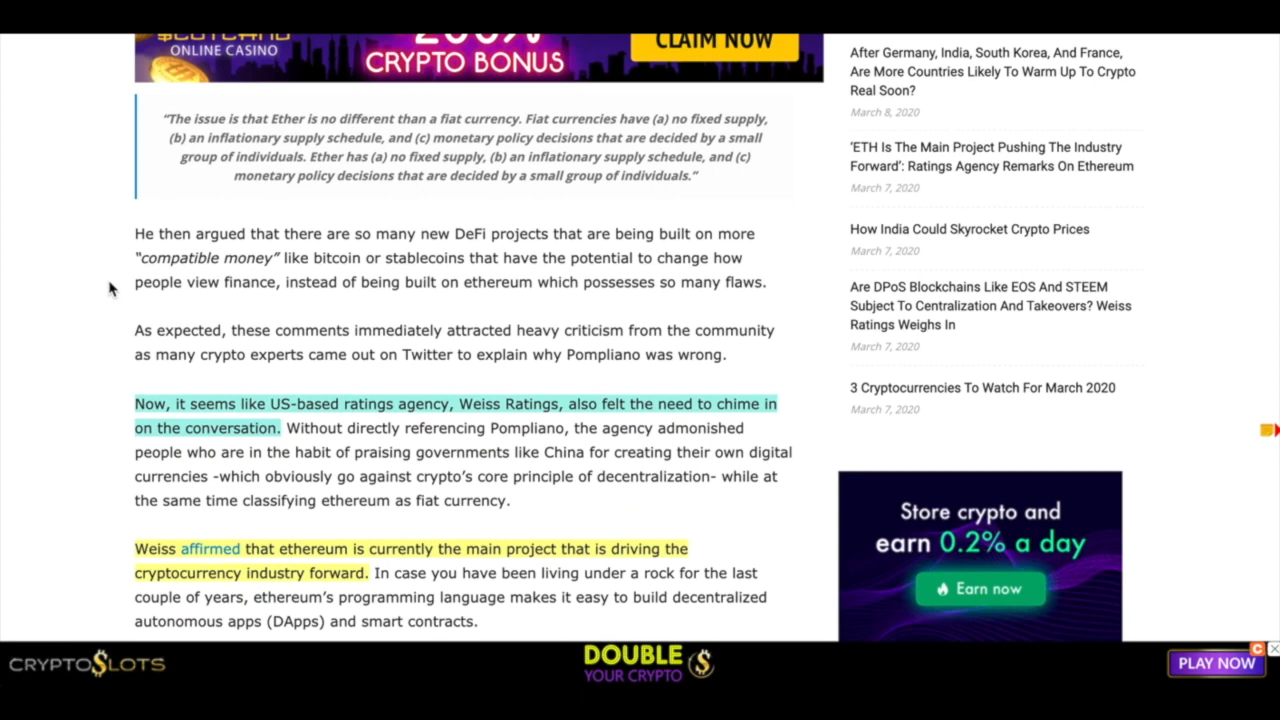 ONLINE CASINO
200%
CRYPTO BONUS
CLAIM NOW
“The issue is that Ether is no different than a fiat currency. Fiat currencies have (a) no fixed supply,
(b) an inflationary supply schedule, and (c) monetary policy decisions that are decided by a small
group of individuals. Ether has (a) no fixed supply, (b) an inflationary supply schedule, and (c)
monetary policy decisions that are decided by a small group of individuals.”
He then argued that there are so many new DeFi projects that are being built on more
“compatible money” like bitcoin or stablecoins that have the potential to change how
people view finance, instead of being built on ethereum which possesses so many flaws.
As expected, these comments immediately attracted heavy criticism from the community
as many crypto experts came out on Twitter to explain why Pompliano was wrong.
Now, it seems like US-based ratings agency, Weiss Ratings, also felt the need to chime in
on the conversation. Without directly referencing Pompliano, the agency admonished
people who are in the habit of praising governments like China for creating their own digital
currencies -which obviously go against crypto’s core principle of decentralization- while at
the same time classifying ethereum as fiat currency.
Weiss affirmed that ethereum is currently the main project that is driving the
cryptocurrency industry forward. In case you have been living under a rock for the last
couple of years, ethereum’s programming language makes it easy to build decentralized
autonomous apps (DApps) and smart contracts.
After Germany, India, South Korea, And France,
Are More Countries Likely To Warm Up To Crypto
Real Soon?
March 8, 2020
‘ETH Is The Main Project Pushing The Industry
Forward’: Ratings Agency Remarks On Ethereum
March 7, 2020
How India Could Skyrocket Crypto Prices
March 7, 2020
Are DPoS Blockchains Like EOS And STEEM
Subject To Centralization And Takeovers? Weiss
Ratings Weighs In
March 7, 2020
3 Cryptocurrencies To Watch For March 2020
March 7, 2020
Store crypto and
earn 0.2% a day
Earn now
CRYPTOSLOTS
DOUBLE
YOUR CRYPTO
PLAY NOW